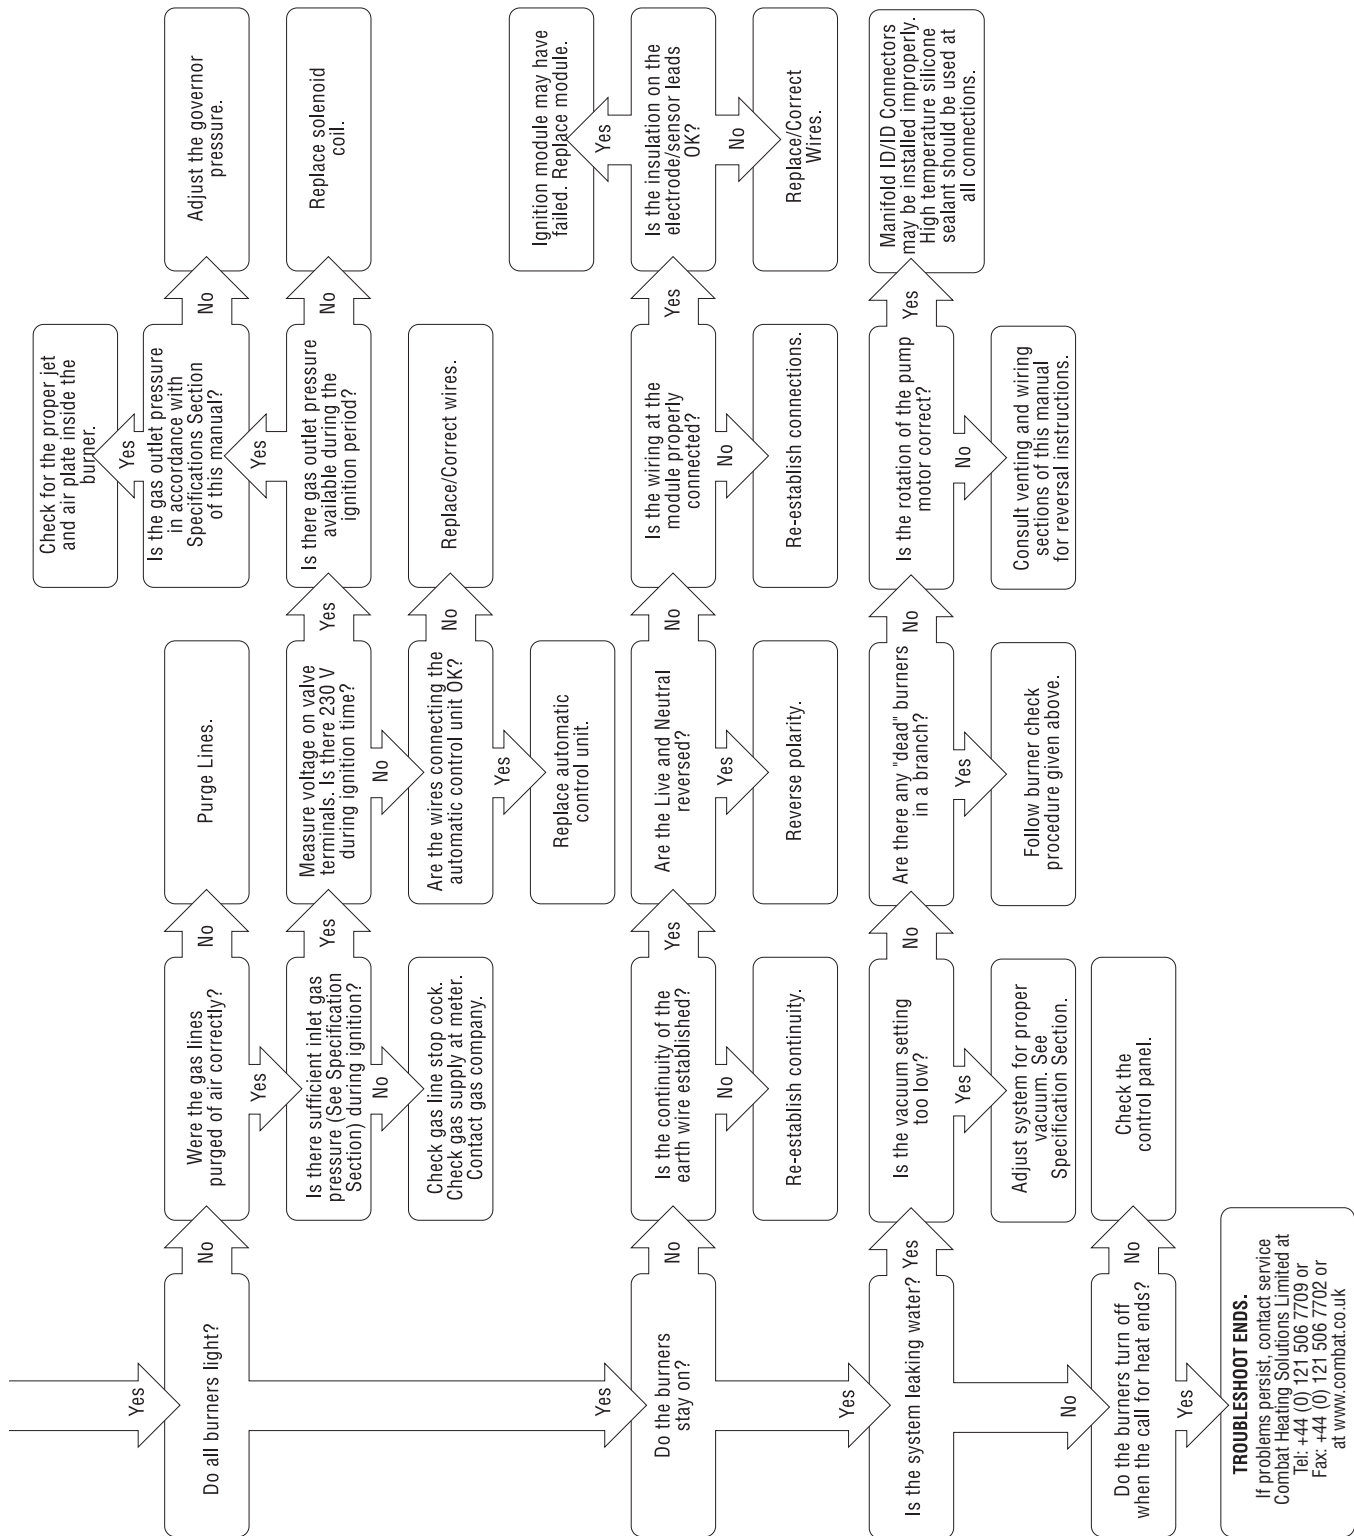 Yes
Do all burners light?
No
Were the gas lines
purged of air correctly?
No
Purge Lines.
Yes
Is there sufficient inlet gas
pressure (See Specification
Section) during ignition?
No
Check gas line stop cock.
Check gas supply at meter.
Contact gas company.
Yes
Measure voltage on valve
terminals. Is there 230 V
during ignition time?
No
Are the wires connecting the
automatic control unit OK?
Yes
Replace automatic
control unit.
No
Replace/Correct wires.
Yes
Is there gas outlet pressure
available during the
ignition period?
No
Replace solenoid
coil.
Yes
Is the gas outlet pressure
in accordance with
Specifications Section
of this manual?
No
Adjust the governor
pressure.
Yes
Check for the proper jet
and air plate inside the
burner.
Yes
Do the burners
stay on?
No
Is the continuity of the
earth wire established?
No
Re-establish continuity.
Yes
Are the Live and Neutral
reversed?
Yes
Reverse polarity.
No
Is the wiring at the
module properly
connected?
No
Re-establish connections.
Yes
Is the insulation on the
electrode/sensor leads
OK?
Yes
Ignition module may have
failed. Replace module.
No
Replace/Correct
Wires.
Yes
Is the system leaking water?
Yes
Is the vacuum setting
too low?
Yes
Adjust system for proper
vacuum. See
Specification Section.
No
Are there any "dead" burners
in a branch?
Yes
Follow burner check
procedure given above.
No
Is the rotation of the pump
motor correct?
No
Consult venting and wiring
sections of this manual
for reversal instructions.
Yes
Manifold ID/ID Connectors
may be installed improperly.
High temperature silicone
sealant should be used at
all connections.
No
Do the burners turn off
when the call for heat ends?
No
Check the
control panel.
Yes
TROUBLESHOOT ENDS.
If problems persist, contact service
Combat Heating Solutions Limited at
Tel: +44 (0) 121 506 7709 or
Fax: +44 (0) 121 506 7702 or
at www.combat.co.uk